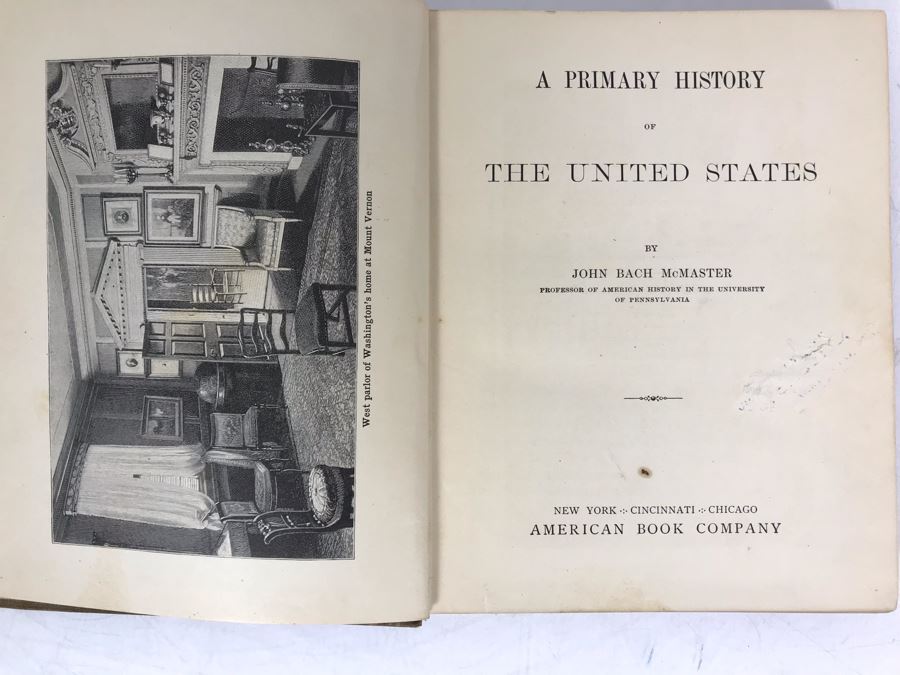 West parlor of Washington's home at Mount Vernon
A PRIMARY HISTORY
OF
THE UNITED STATES
BY
JOHN BACH McMASTER
PROFESSOR OF AMERICAN HISTORY IN THE UNIVERSITY
OF PENNSYLVANIA
NEW YORK ·:· CINCINNATI ·:· CHICAGO
AMERICAN BOOK COMPANY